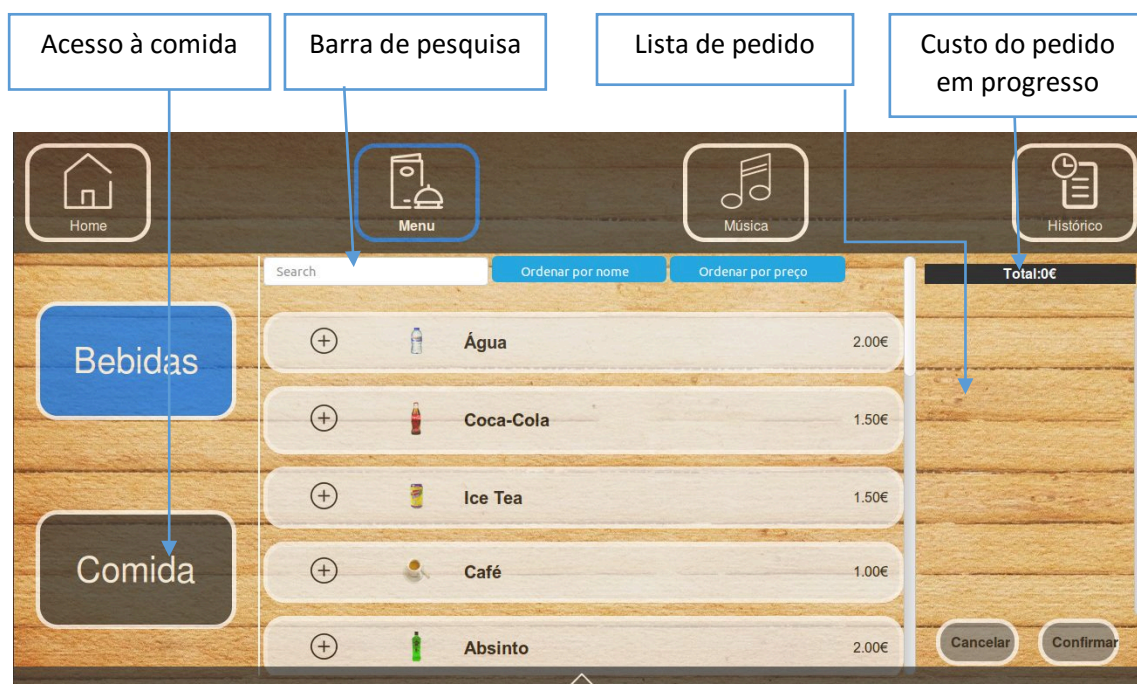 Acesso à comida
Barra de pesquisa
Lista de pedido
Custo do pedido
em progresso
Home
Menu
Música
Histórico
Search
Ordenar por nome
Ordenar por preço
Total:0€
Bebidas
Comida
Água 2.00€
Coca-Cola 1.50€
Ice Tea 1.50€
Café 1.00€
Absinto 2.00€
Cancelar
Confirmar